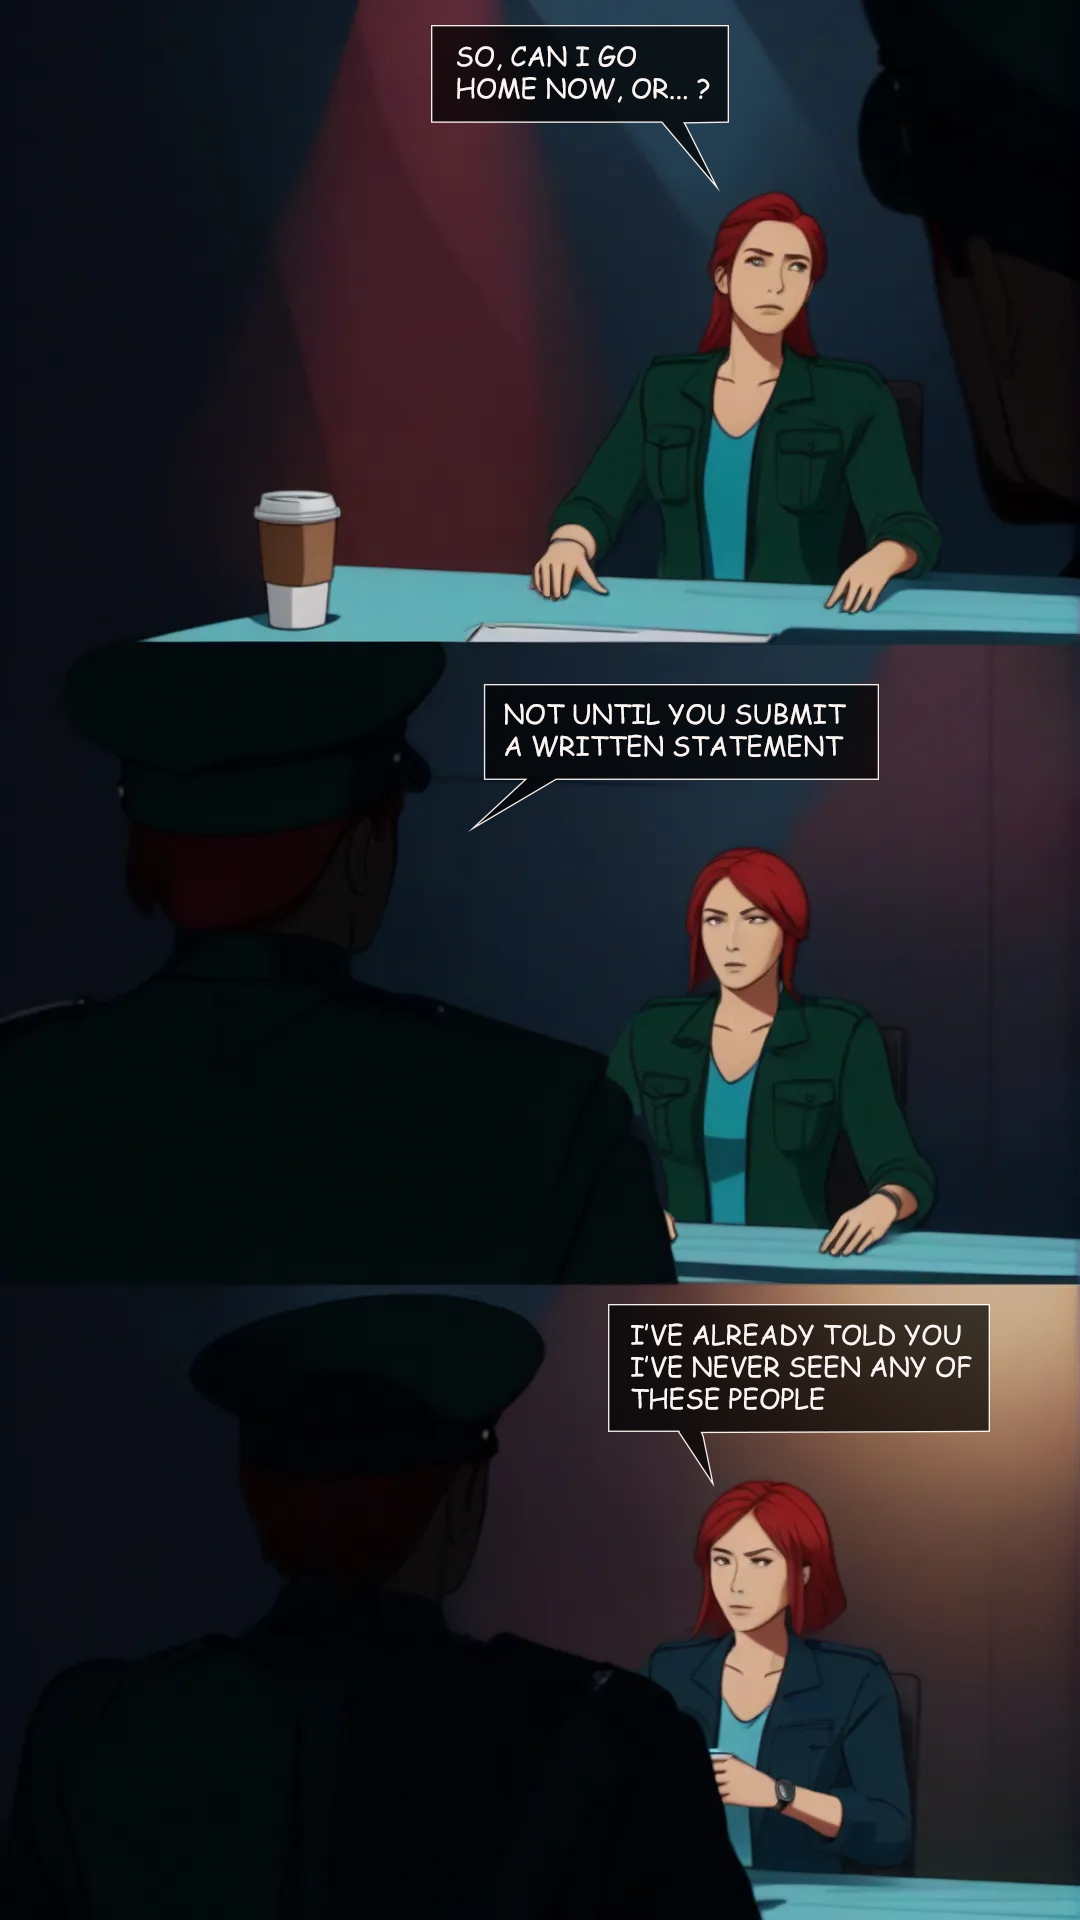 SO, CAN I GO
HOME NOW, OR... ?
NOT UNTIL YOU SUBMIT
A WRITTEN STATEMENT
I'VE ALREADY TOLD YOU
I'VE NEVER SEEN ANY OF
THESE PEOPLE